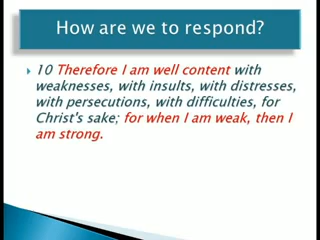 How are we to respond?
10 Therefore I am well content with
weaknesses, with insults, with distresses,
with persecutions, with difficulties, for
Christ's sake; for when I am weak, then I
am strong.